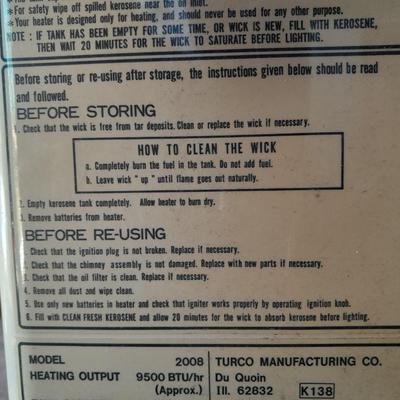 *For safety wipe off spilled kerosene near the oil inlet.
*Your heater is designed only for heating, and should never be used for any other purpose.
NOTE : IF TANK HAS BEEN EMPTY FOR SOME TIME, OR WICK IS NEW, FILL WITH KEROSENE,
THEN WAIT 20 MINUTES FOR THE WICK TO SATURATE BEFORE LIGHTING.
Before storing or re-using after storage, the instructions given below should be read
and followed.
BEFORE STORING
1. Check that the wick is free from tar deposits. Clean or replace the wick if necessary.
HOW TO CLEAN THE WICK
a. Completely burn the fuel in the tank. Do not add fuel.
b. Leave wick "up" until flame goes out naturally.
2. Empty kerosene tank completely. Allow heater to burn dry.
3. Remove batteries from heater.
BEFORE RE-USING
1. Check that the ignition plug is not broken. Replace if necessary.
2. Check that the chimney assembly is not damaged. Replace with new parts if necessary.
3. Check that the oil filter is clean. Replace if necessary.
4. Remove all dust and wipe clean.
5. Use only new batteries in heater and check that igniter works properly by operating ignition knob.
6. Fill with CLEAN FRESH KEROSENE and allow 20 minutes for the wick to absorb kerosene before lighting.
MODEL 2008 TURCO MANUFACTURING CO.
HEATING OUTPUT 9500 BTU/hr Du Quoin
(Approx.) Ill. 62832 K138